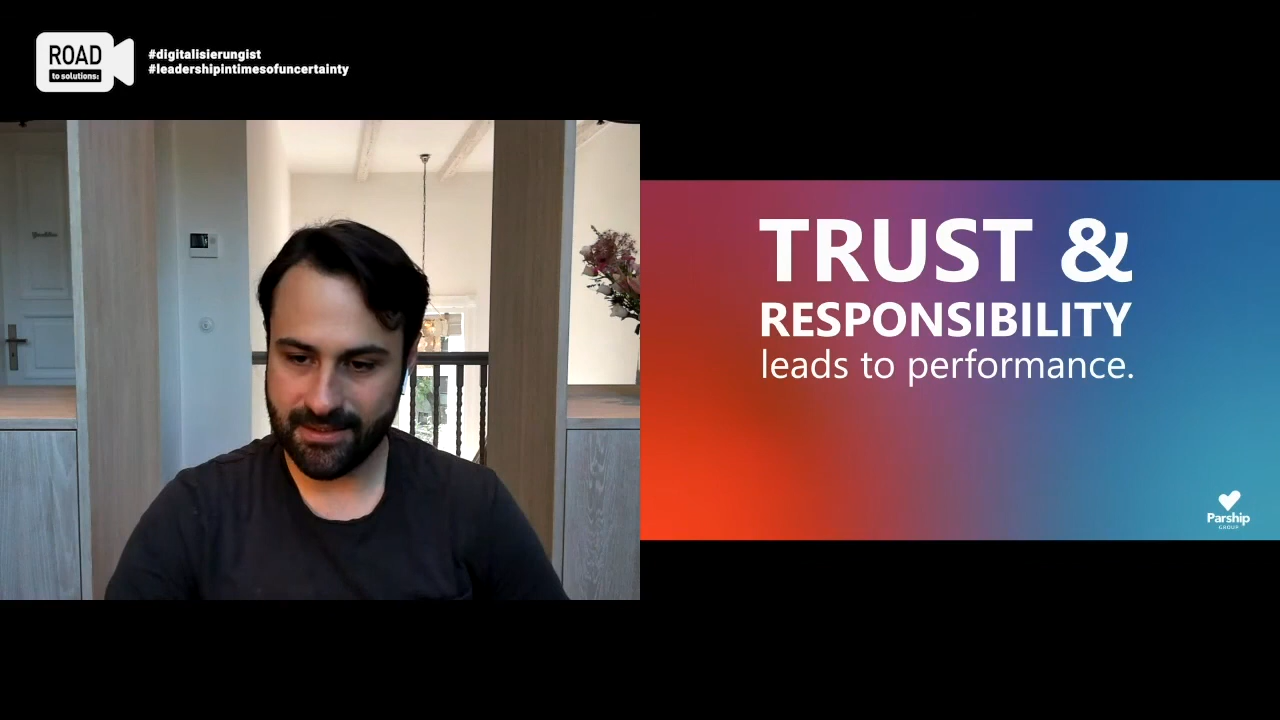 ROAD
to solutions:
#digitalisierungist
#leadershipintimesofuncertainty
TRUST &
RESPONSIBILITY
leads to performance.
Parship
GROUP